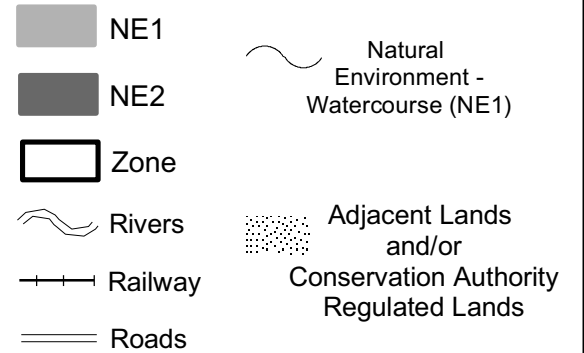 NE1
NE2
Zone
Rivers
Railway
Roads
Natural
Environment -
Watercourse (NE1)
Adjacent Lands
and/or
Conservation Authority
Regulated Lands